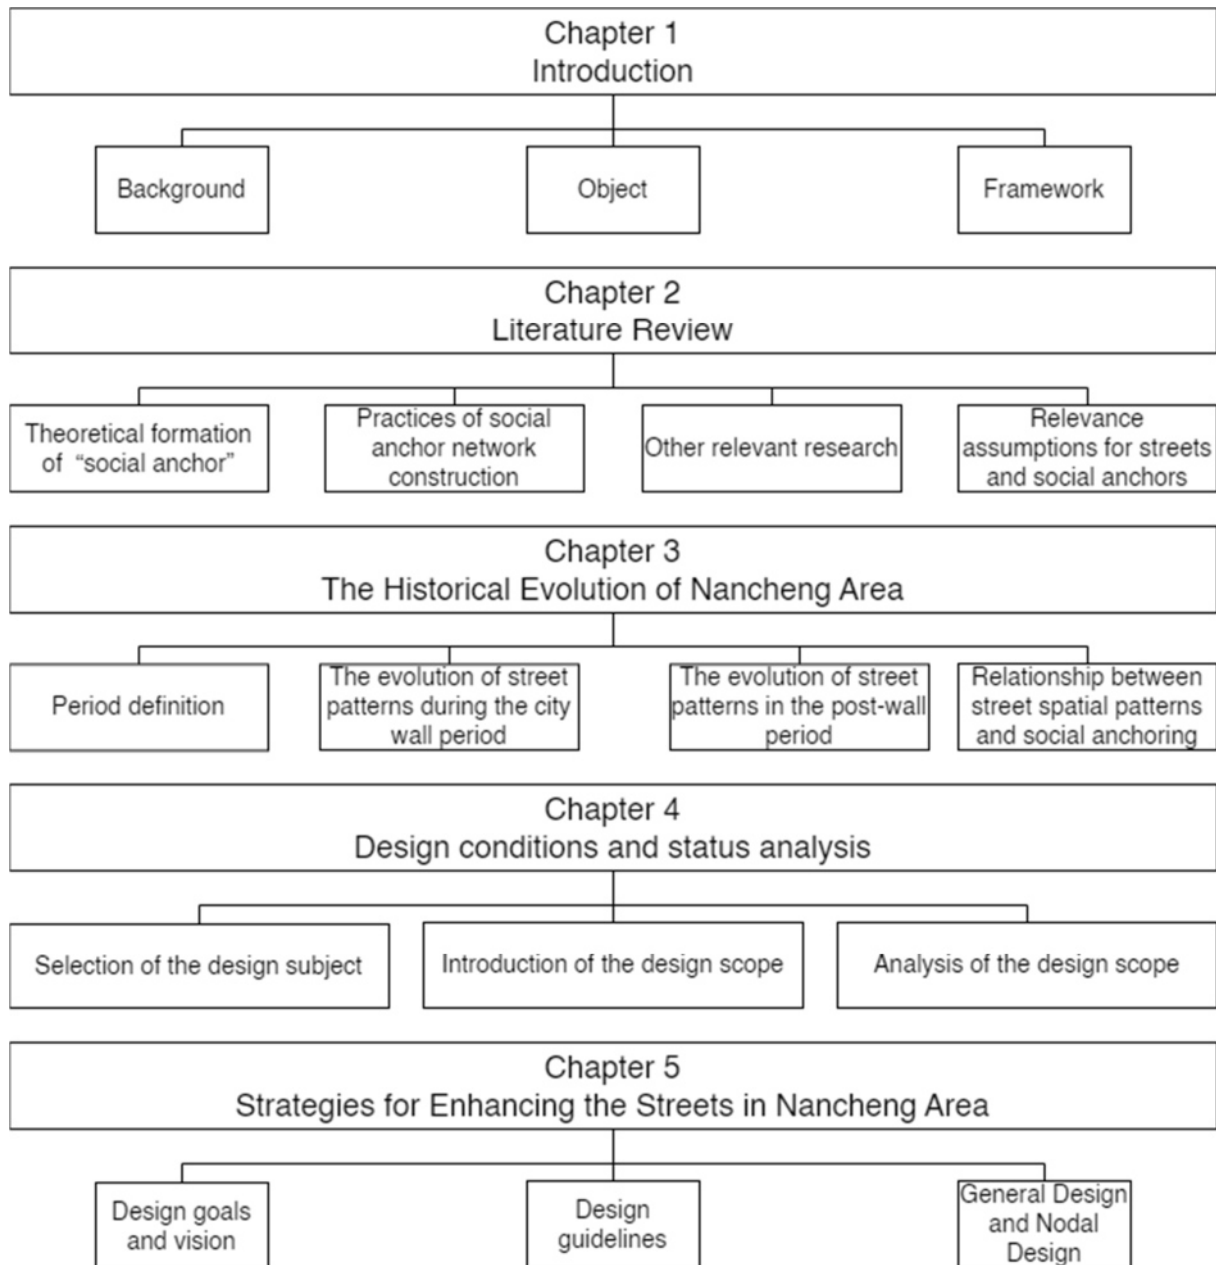 Chapter 1
Introduction
Background
Object
Framework
Chapter 2
Literature Review
Theoretical formation
of “social anchor”
Practices of social
anchor network
construction
Other relevant research
Relevance
assumptions for streets
and social anchors
Chapter 3
The Historical Evolution of Nancheng Area
Period definition
The evolution of street
patterns during the city
wall period
The evolution of street
patterns in the post-wall
period
Relationship between
street spatial patterns
and social anchoring
Chapter 4
Design conditions and status analysis
Selection of the design subject
Introduction of the design scope
Analysis of the design scope
Chapter 5
Strategies for Enhancing the Streets in Nancheng Area
Design goals
and vision
Design
guidelines
General Design
and Nodal
Design